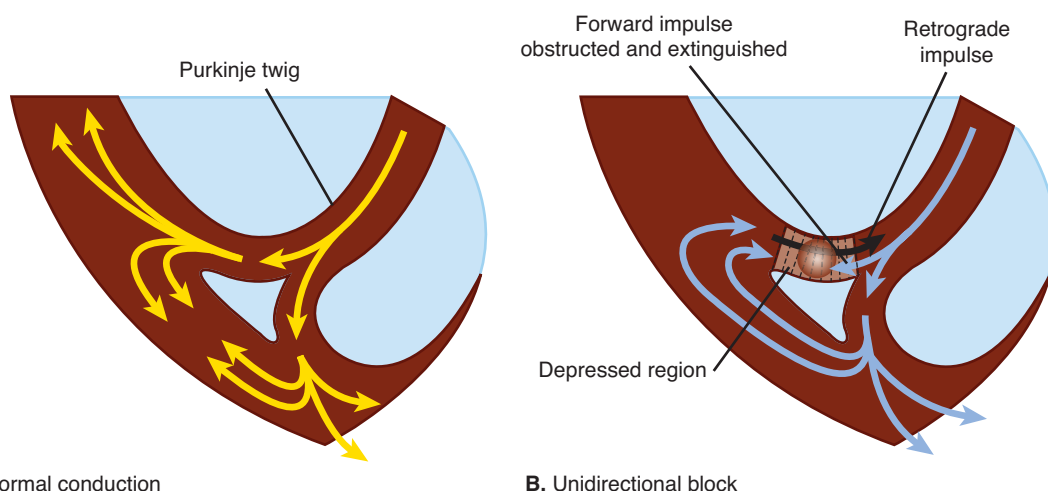 Purkinje twig
Forward impulse
obstructed and extinguished
Retrograde
impulse
Depressed region
ormal conduction
B. Unidirectional block